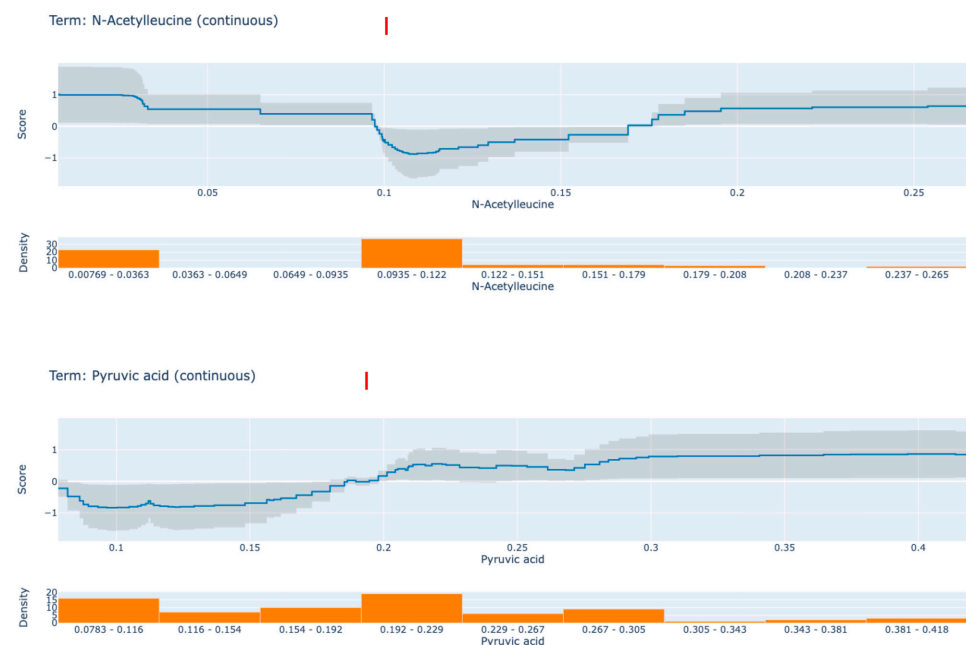 Term: N-Acetylleucine (continuous)
1
0
−1
Score
0.05 0.1 0.15 0.2 0.25
N-Acetylleucine
30
20
10
0
Density
0.00769 - 0.0363 0.0363 - 0.0649 0.0649 - 0.0935 0.0935 - 0.122 0.122 - 0.151 0.151 - 0.179 0.179 - 0.208 0.208 - 0.237 0.237 - 0.265
N-Acetylleucine
Term: Pyruvic acid (continuous)
1
0
−1
Score
0.1 0.15 0.2 0.25 0.3 0.35 0.4
Pyruvic acid
20
15
10
5
0
Density
0.0783 - 0.116 0.116 - 0.154 0.154 - 0.192 0.192 - 0.229 0.229 - 0.267 0.267 - 0.305 0.305 - 0.343 0.343 - 0.381 0.381 - 0.418
Pyruvic acid